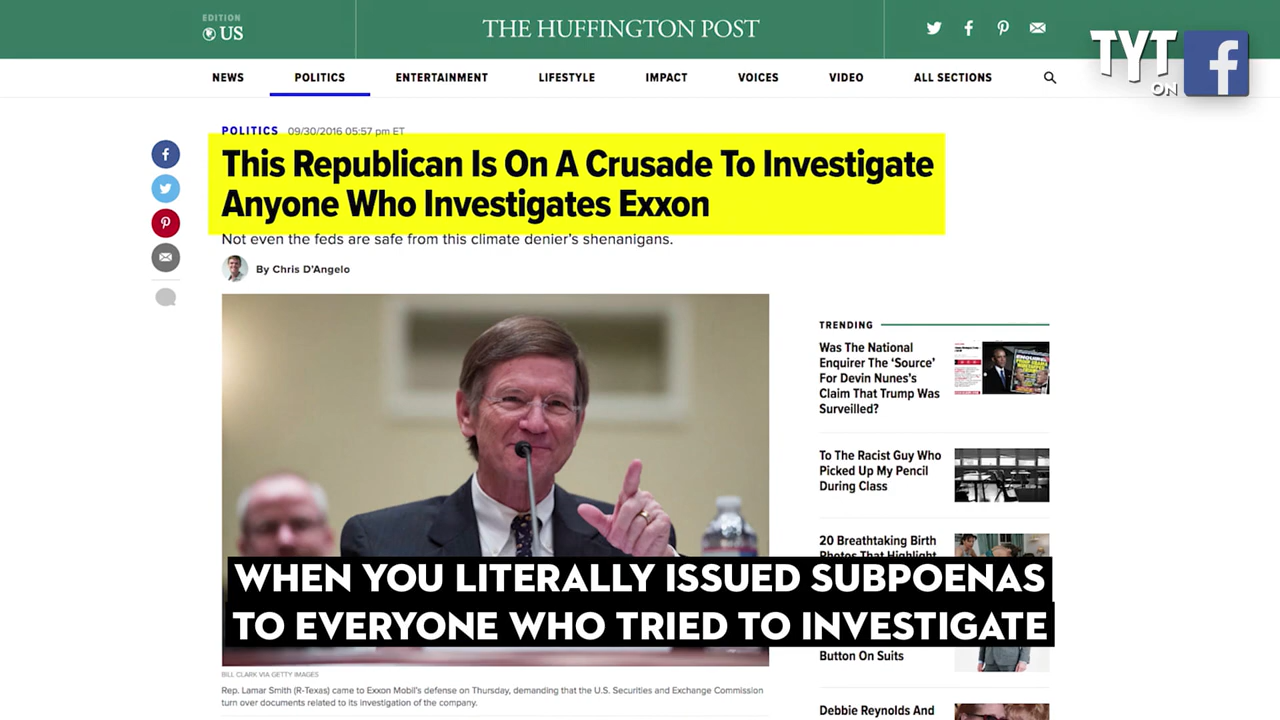 EDITION
US
THE HUFFINGTON POST
TYT
ON
f
NEWS
POLITICS
ENTERTAINMENT
LIFESTYLE
IMPACT
VOICES
VIDEO
ALL SECTIONS
POLITICS 09/30/2016 05:57 pm ET
This Republican Is On A Crusade To Investigate
Anyone Who Investigates Exxon
Not even the feds are safe from this climate denier's shenanigans.
By Chris D'Angelo
WHEN YOU LITERALLY ISSUED SUBPOENAS
TO EVERYONE WHO TRIED TO INVESTIGATE
BILL CLARK VIA GETTY IMAGES
Rep. Lamar Smith (R-Texas) came to Exxon Mobil's defense on Thursday, demanding that the U.S. Securities and Exchange Commission
turn over documents related to its investigation of the company.
TRENDING
Was The National
Enquirer The 'Source'
For Devin Nunes's
Claim That Trump Was
Surveilled?
To The Racist Guy Who
Picked Up My Pencil
During Class
20 Breathtaking Birth
Photos That Highlight
Button On Suits
Debbie Reynolds And